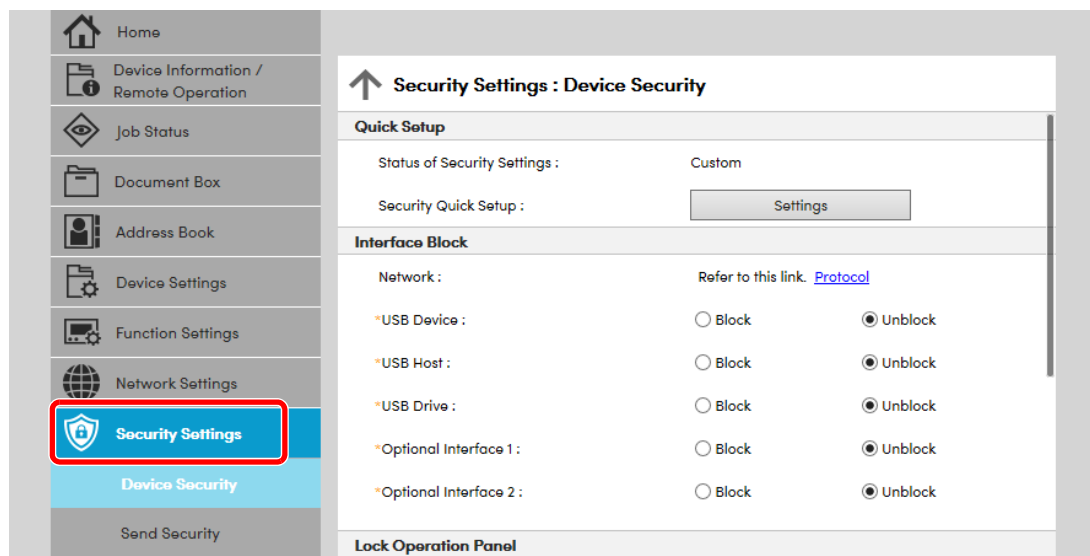 Home
Device Information /
Remote Operation
Job Status
Document Box
Address Book
Device Settings
Function Settings
Network Settings
Security Settings
Device Security
Send Security
Security Settings : Device Security
Quick Setup
Status of Security Settings : Custom
Security Quick Setup : Settings
Interface Block
Network : Refer to this link. Protocol
*USB Device : Block Unblock
*USB Host : Block Unblock
*USB Drive : Block Unblock
*Optional Interface 1 : Block Unblock
*Optional Interface 2 : Block Unblock
Lock Operation Panel